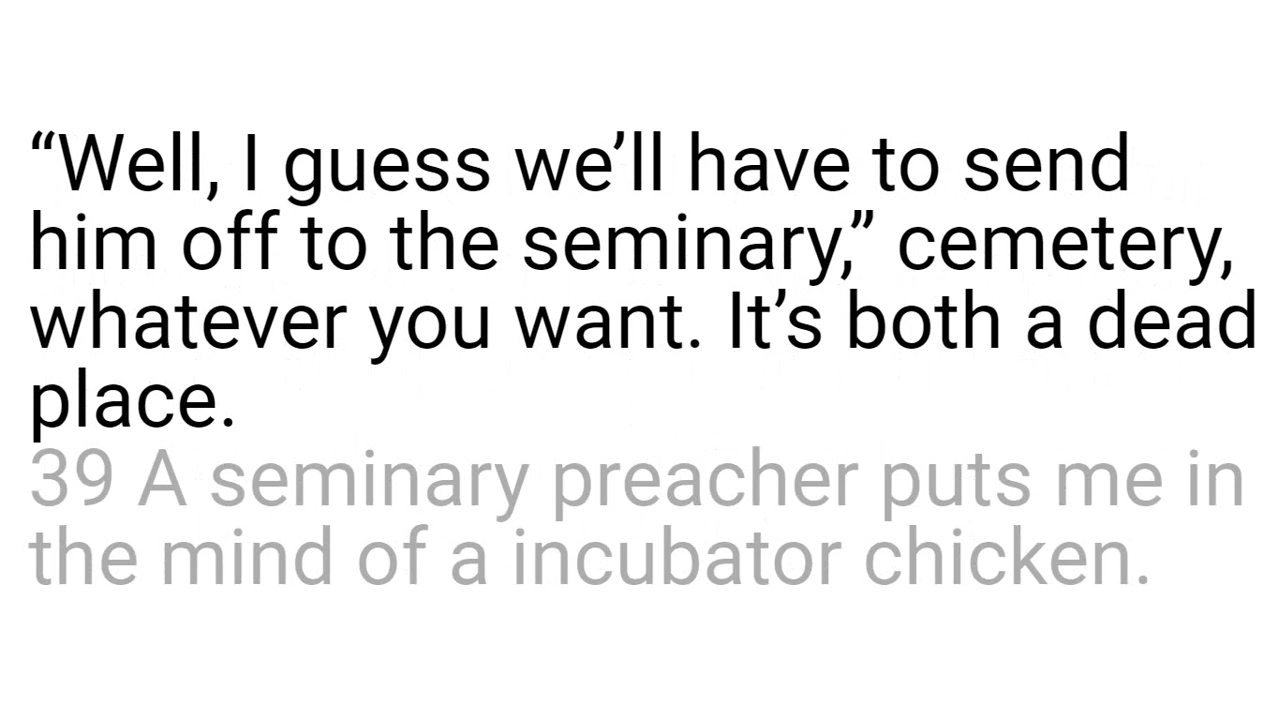 “Well, I guess we’ll have to send
him off to the seminary,” cemetery,
whatever you want. It’s both a dead
place.
39 A seminary preacher puts me in
the mind of a incubator chicken.